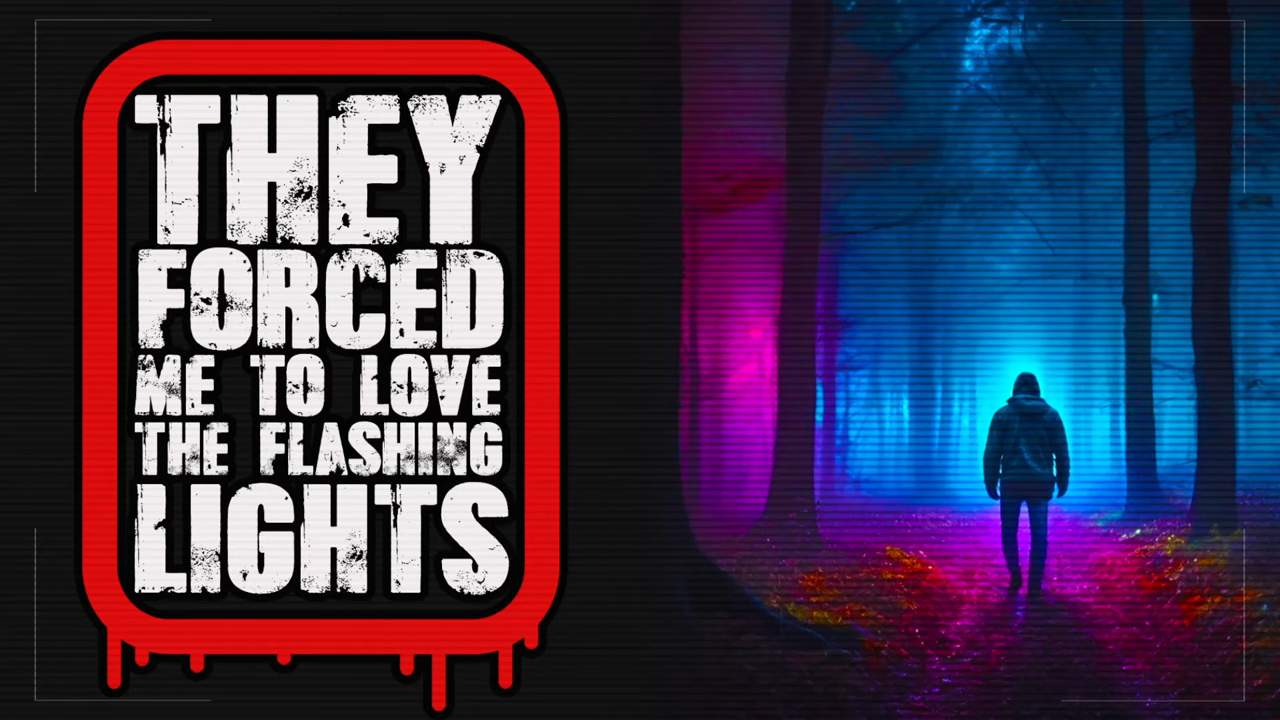 THEY
FORCED
ME TO LOVE
THE FLASHING
LIGHTS